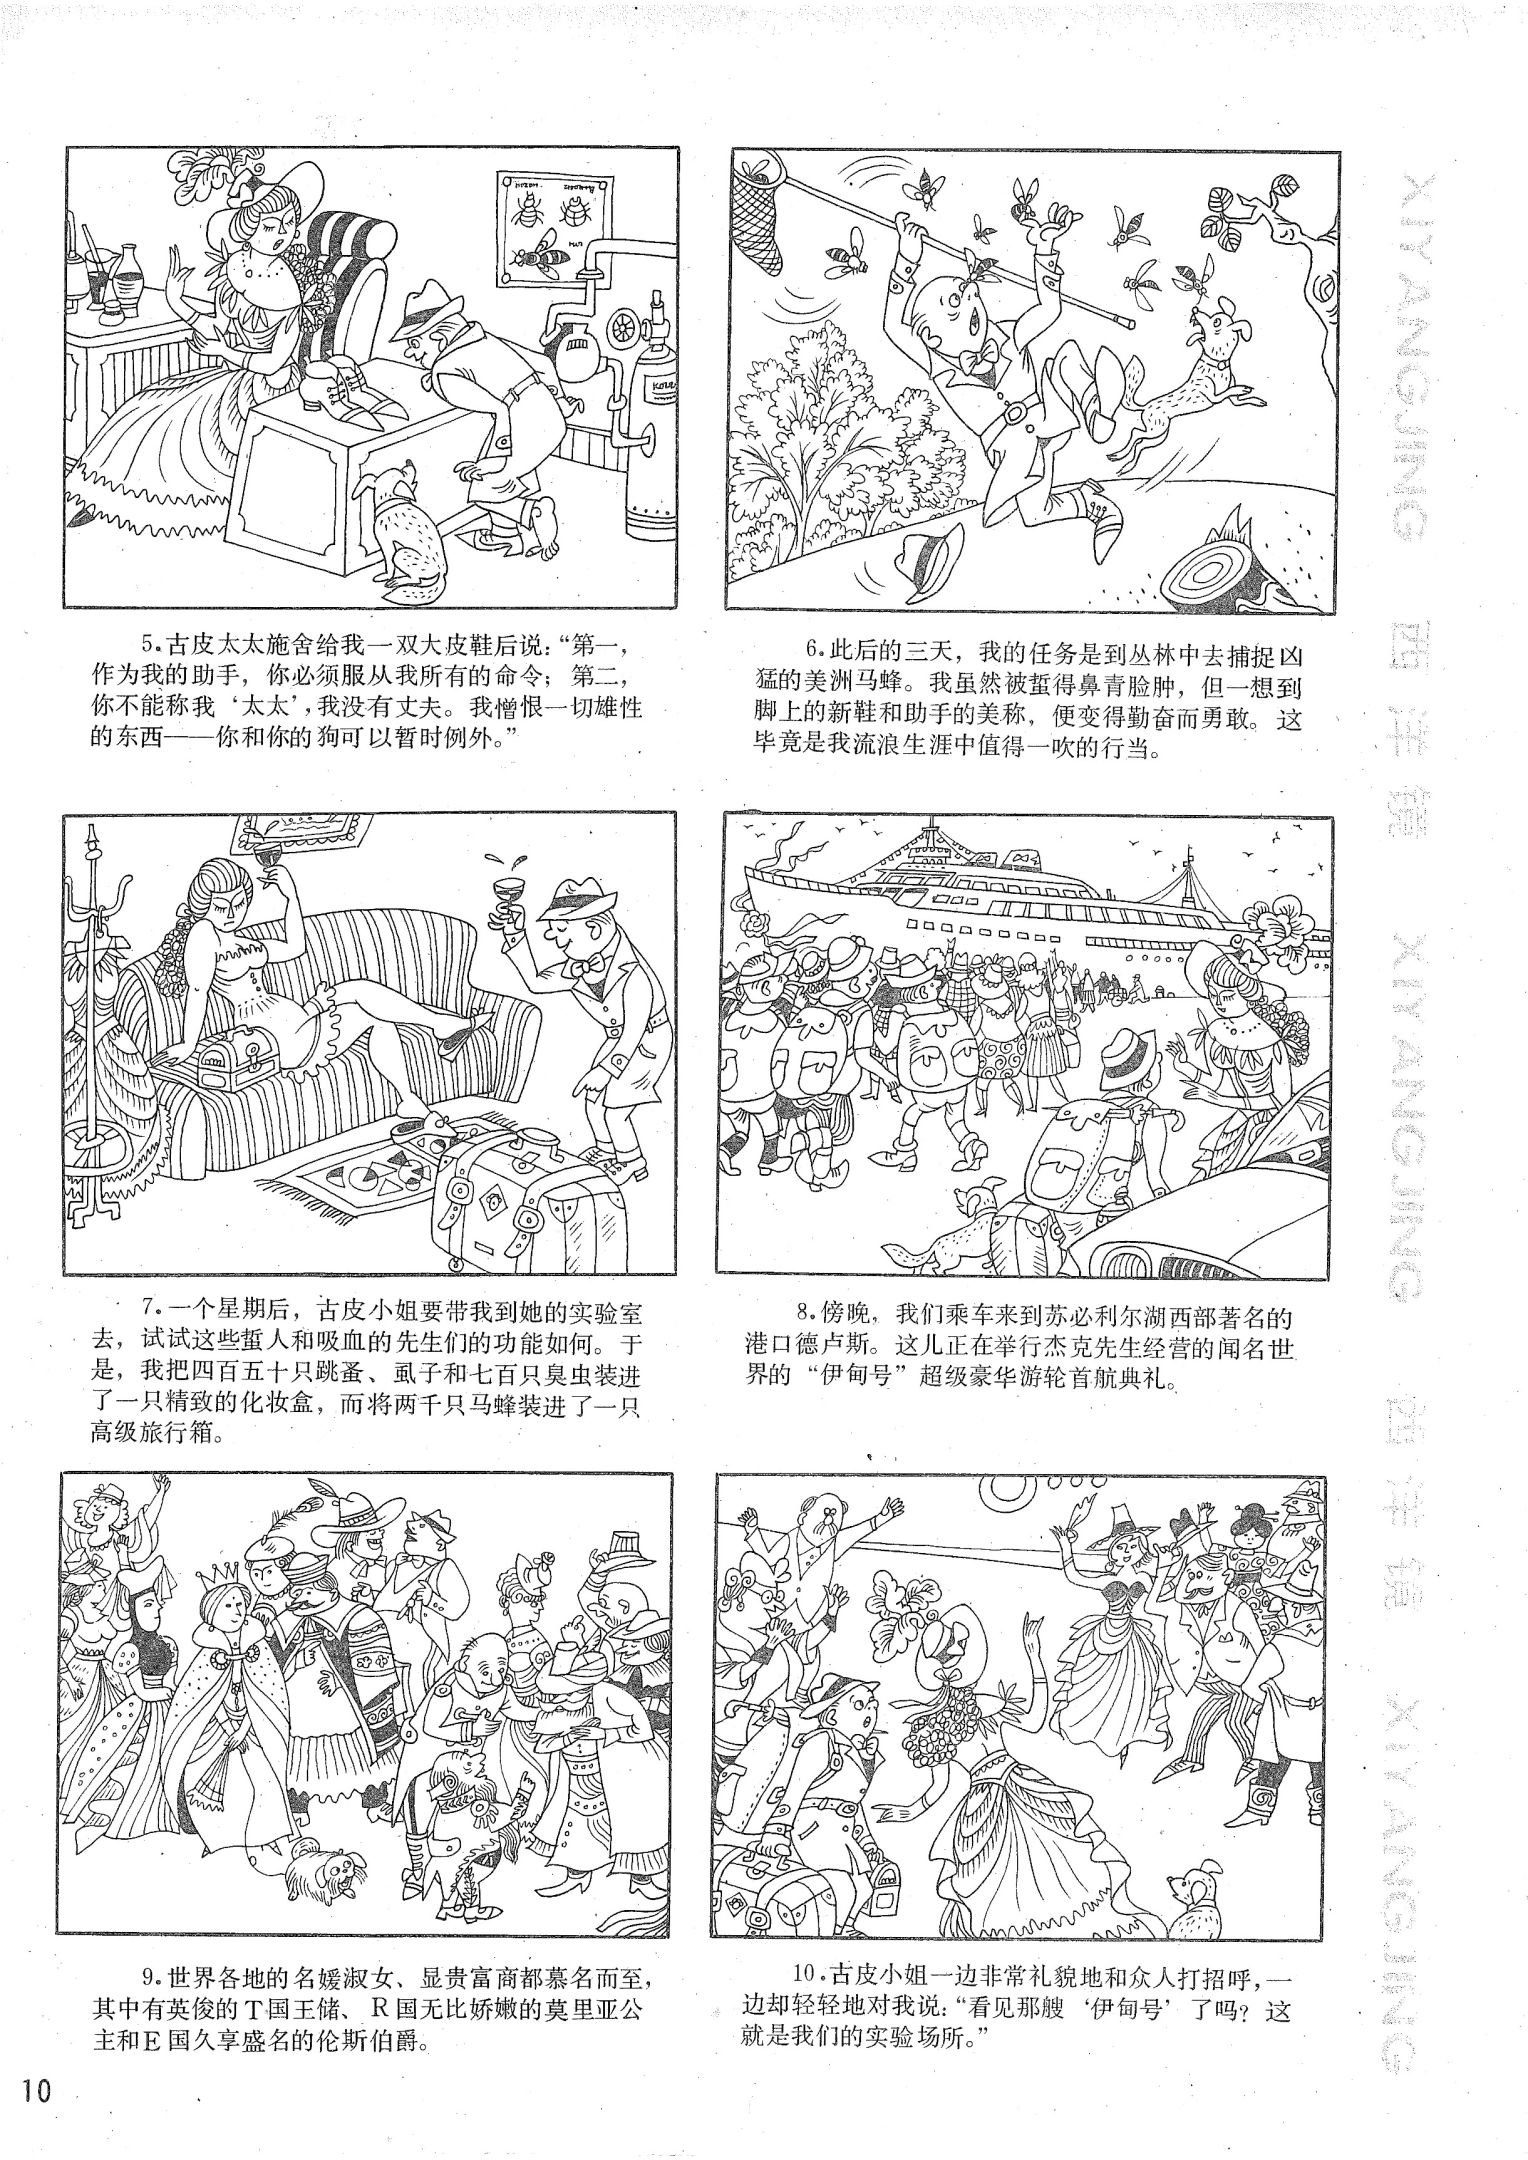 5.古皮太太施舍给我一双大皮鞋后说：“第一，
作为我的助手，你必须服从我所有的命令；第二，
你不能称我‘太太’，我没有丈夫。我憎恨一切雄性
的东西——你和你的狗可以暂时例外。”
6.此后的三天，我的任务是到丛林中去捕捉凶
猛的美洲马蜂。我虽然被蜇得鼻青脸肿，但一想到
脚上的新鞋和助手的美称，便变得勤奋而勇敢。这
毕竟是我流浪生涯中值得一吹的行当。
7.一个星期后，古皮小姐要带我到她的实验室
去，试试这些蜇人和吸血的先生们的功能如何。于
是，我把四百五十只跳蚤、虱子和七百只臭虫装进
了一只精致的化妆盒，而将两千只马蜂装进了一只
高级旅行箱。
8.傍晚，我们乘车来到苏必利尔湖西部著名的
港口德卢斯。这儿正在举行杰克先生经营的闻名世
界的“伊甸号”超级豪华游轮首航典礼。
9.世界各地的名媛淑女、显贵富商都慕名而至，
其中有英俊的T国王储、R国无比娇嫩的莫里亚公
主和E国久享盛名的伦斯伯爵。
10.古皮小姐一边非常礼貌地和众人打招呼，一
边却轻轻地对我说：“看见那艘‘伊甸号’了吗？这
就是我们的实验场所。”
10
XIYANGJING 西洋镜 XIYANGJING 西洋镜 XIYANGJING